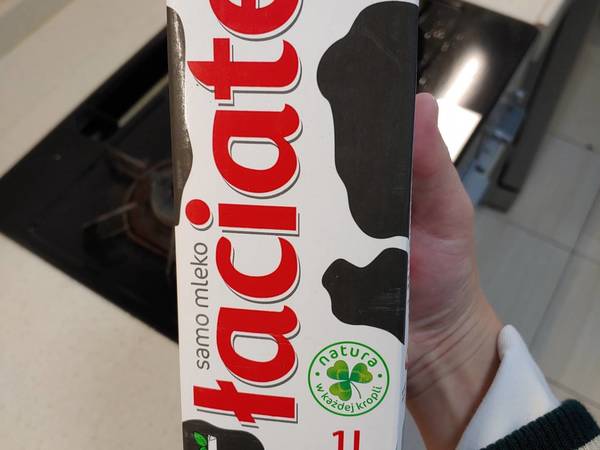 samo mleko
łaciate
natura
w każdej kropli
1l